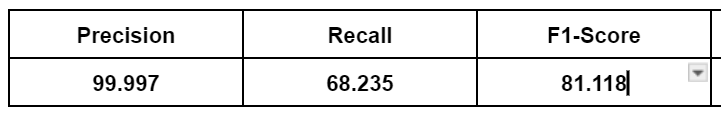 Precision Recall F1-Score
99.997 68.235 81.118